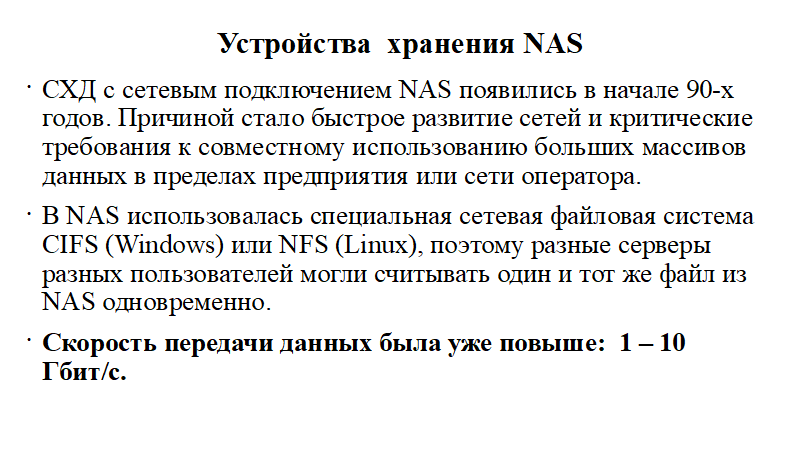 Устройства  хранения NAS
· СХД с сетевым подключением NAS появились в начале 90-х
годов. Причиной стало быстрое развитие сетей и критические
требования к совместному использованию больших массивов
данных в пределах предприятия или сети оператора.
· В NAS использовалась специальная сетевая файловая система
CIFS (Windows) или NFS (Linux), поэтому разные серверы
разных пользователей могли считывать один и тот же файл из
NAS одновременно.
· Скорость передачи данных была уже повыше:  1 – 10
Гбит/с.